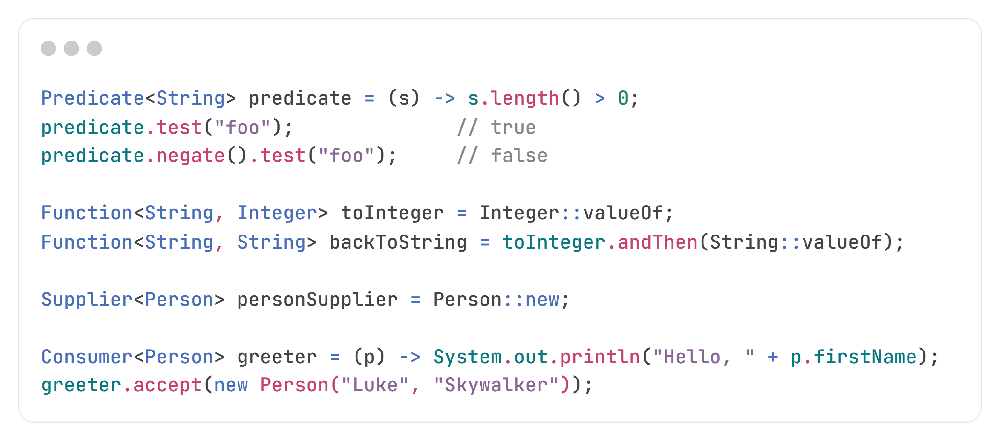 Predicate<String> predicate = (s) -> s.length() > 0;
predicate.test("foo");              // true
predicate.negate().test("foo");     // false

Function<String, Integer> toInteger = Integer::valueOf;
Function<String, String> backToString = toInteger.andThen(String::valueOf);

Supplier<Person> personSupplier = Person::new;

Consumer<Person> greeter = (p) -> System.out.println("Hello, " + p.firstName);
greeter.accept(new Person("Luke", "Skywalker"));